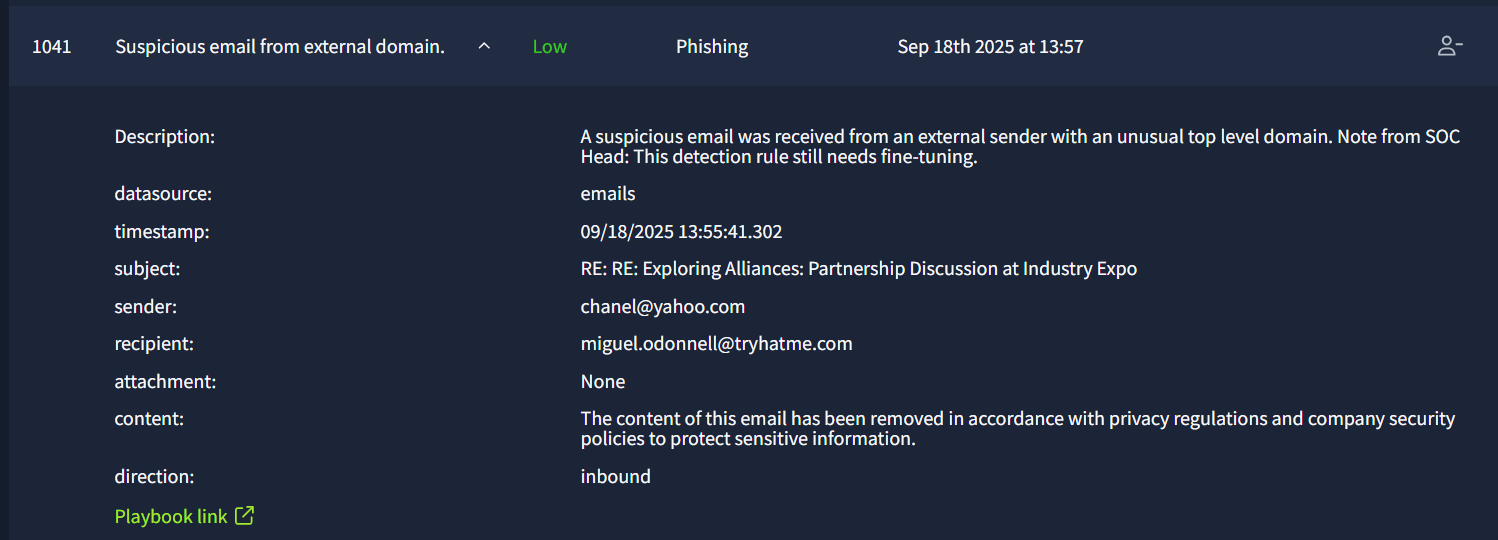 1041 Suspicious email from external domain. Low Phishing Sep 18th 2025 at 13:57
Description: A suspicious email was received from an external sender with an unusual top level domain. Note from SOC
Head: This detection rule still needs fine-tuning.
datasource: emails
timestamp: 09/18/2025 13:55:41.302
subject: RE: RE: Exploring Alliances: Partnership Discussion at Industry Expo
sender: chanel@yahoo.com
recipient: miguel.odonnell@tryhatme.com
attachment: None
content: The content of this email has been removed in accordance with privacy regulations and company security
policies to protect sensitive information.
direction: inbound
Playbook link